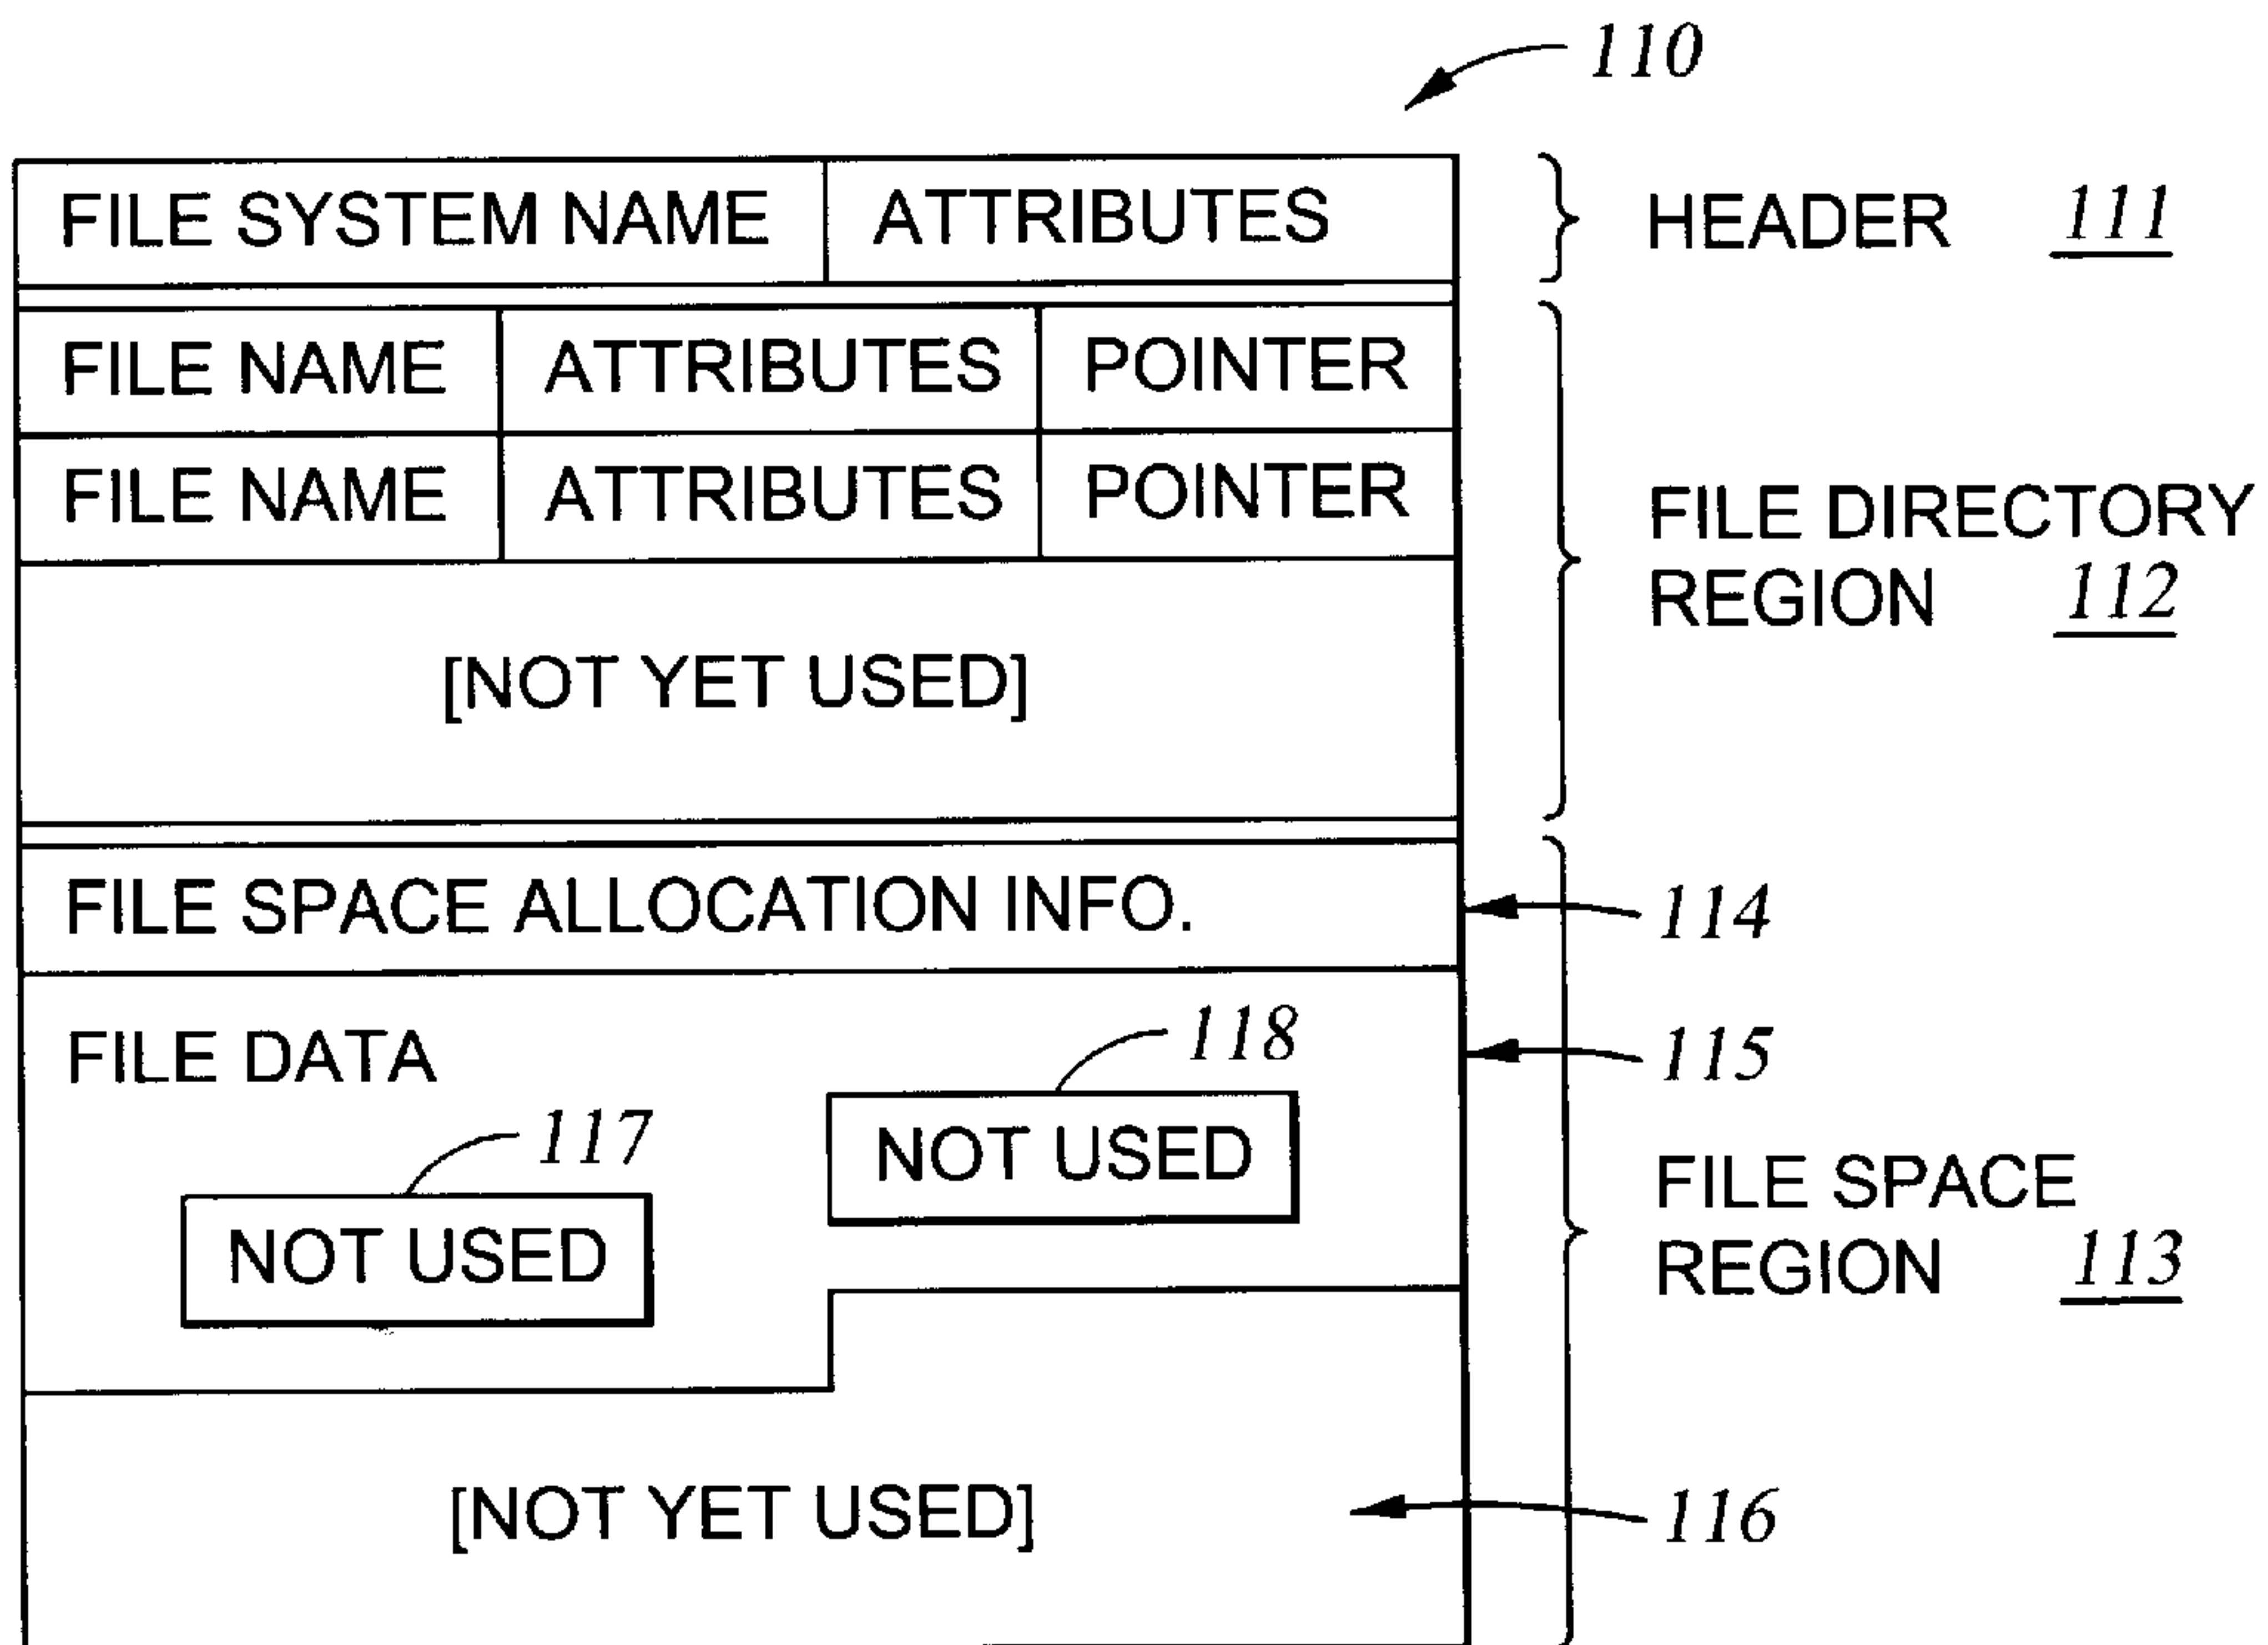 110
FILE SYSTEM NAME ATTRIBUTES HEADER 111
FILE NAME ATTRIBUTES POINTER
FILE NAME ATTRIBUTES POINTER
FILE DIRECTORY
REGION 112
[NOT YET USED]
FILE SPACE ALLOCATION INFO. 114
FILE DATA 115
118
NOT USED
117
NOT USED
FILE SPACE
REGION 113
[NOT YET USED] 116